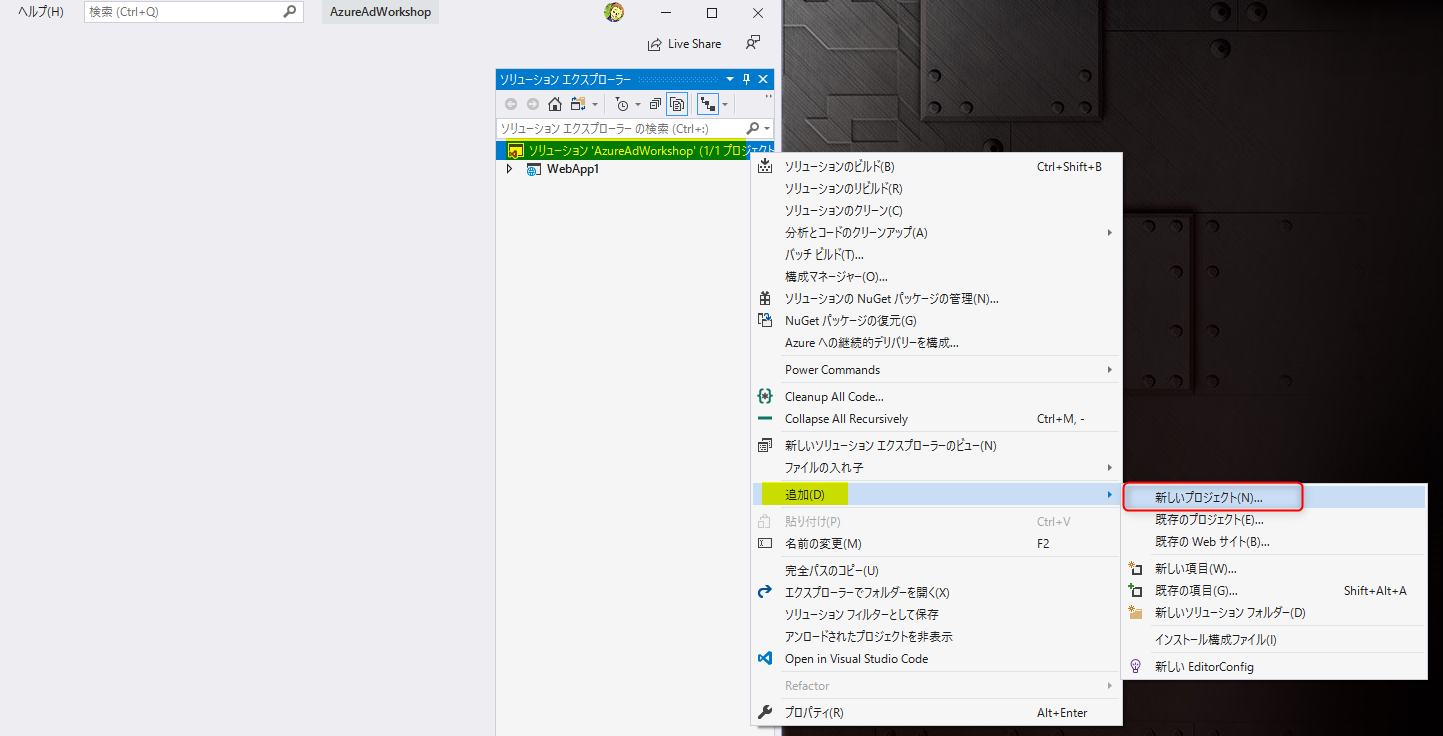 ヘルプ(H)
検索 (Ctrl+Q)
AzureAdWorkshop
Live Share
ソリューション エクスプローラー
ソリューション エクスプローラー の検索 (Ctrl+:)
ソリューション 'AzureAdWorkshop' (1/1 プロジェクト
WebApp1
ソリューションのビルド(B) Ctrl+Shift+B
ソリューションのリビルド(R)
ソリューションのクリーン(C)
分析とコードのクリーンアップ(A)
バッチ ビルド(T)...
構成マネージャー(O)...
ソリューションの NuGet パッケージの管理(N)...
NuGet パッケージの復元(G)
Azure への継続的デリバリーを構成...
Power Commands
Cleanup All Code...
Collapse All Recursively Ctrl+M, -
新しいソリューション エクスプローラーのビュー(N)
ファイルの入れ子
追加(D)
貼り付け(P) Ctrl+V
名前の変更(M) F2
完全パスのコピー(U)
エクスプローラーでフォルダーを開く(X)
ソリューション フィルターとして保存
アンロードされたプロジェクトを非表示
Open in Visual Studio Code
Refactor
プロパティ(R) Alt+Enter
新しいプロジェクト(N)...
既存のプロジェクト(E)...
既存の Web サイト(B)...
新しい項目(W)...
既存の項目(G)... Shift+Alt+A
新しいソリューション フォルダー(D)
インストール構成ファイル(I)
新しい EditorConfig